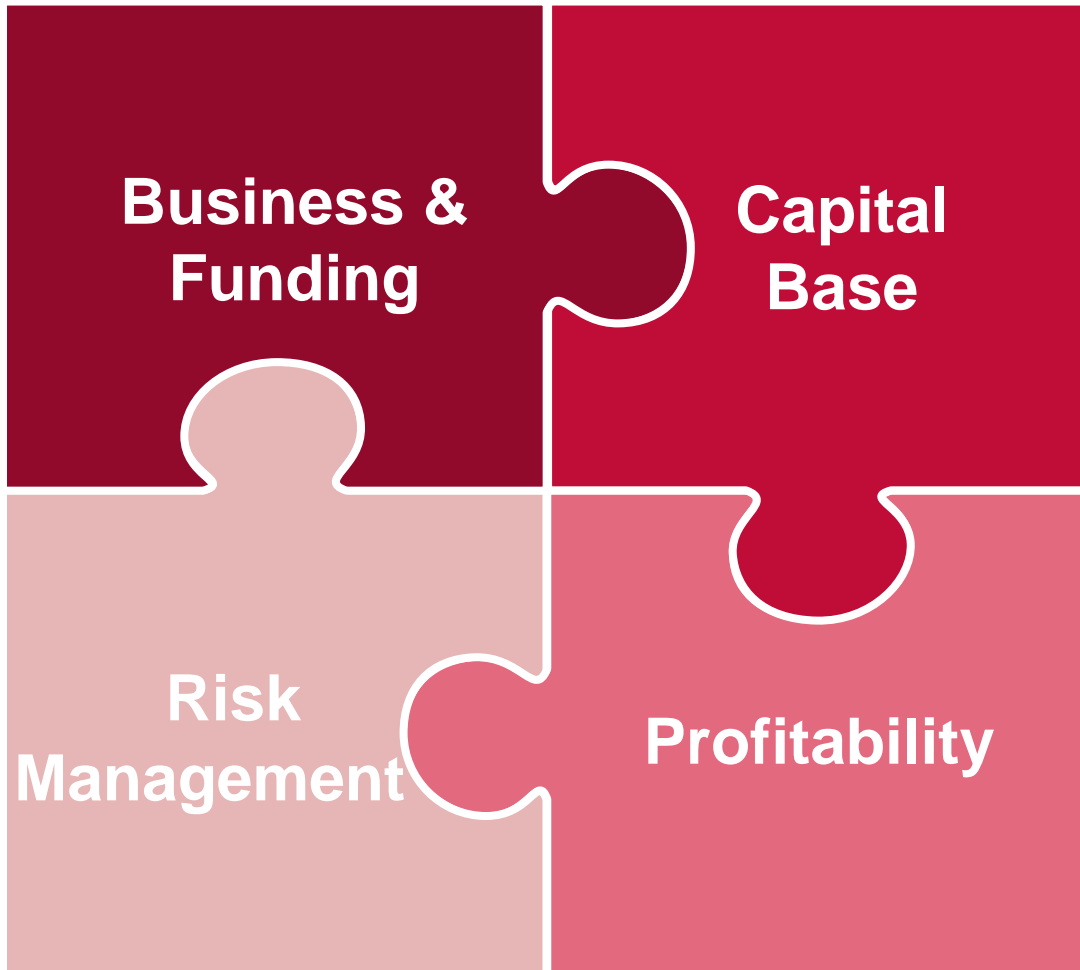 Business &
Funding
Capital
Base
Risk
Management
Profitability